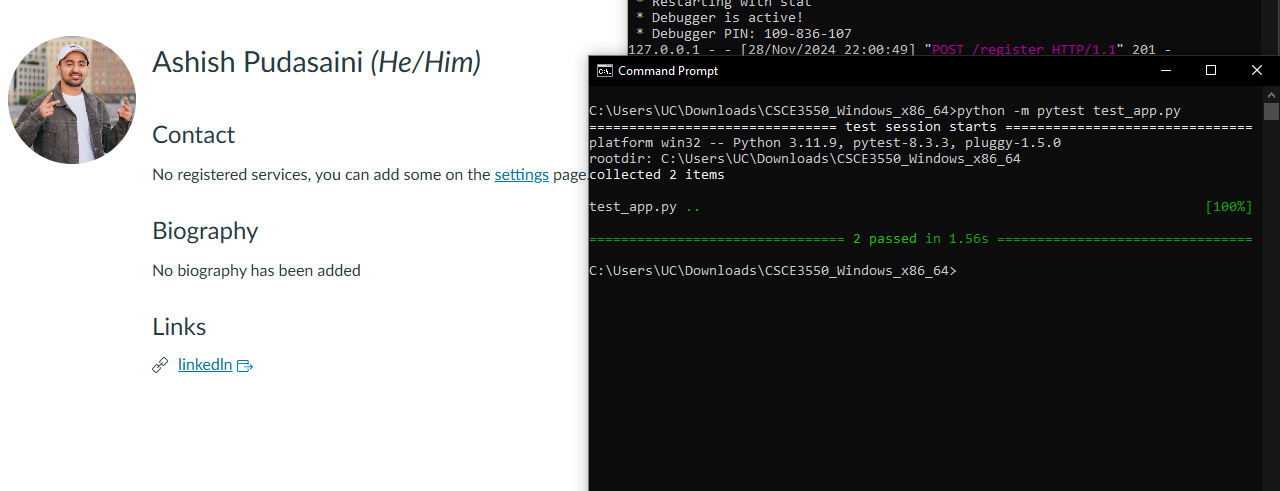 Ashish Pudasaini (He/Him)
Contact
No registered services, you can add some on the settings page
Biography
No biography has been added
Links
linkedln
* Restarting with stat
* Debugger is active!
* Debugger PIN: 109-836-107
127.0.0.1 - - [28/Nov/2024 22:00:49] "POST /register HTTP/1.1" 201 -
Command Prompt
C:\Users\UC\Downloads\CSCE3550_Windows_x86_64>python -m pytest test_app.py
=============================== test session starts ===============================
platform win32 -- Python 3.11.9, pytest-8.3.3, pluggy-1.5.0
rootdir: C:\Users\UC\Downloads\CSCE3550_Windows_x86_64
collected 2 items
test_app.py .. [100%]
================================ 2 passed in 1.56s ================================
C:\Users\UC\Downloads\CSCE3550_Windows_x86_64>